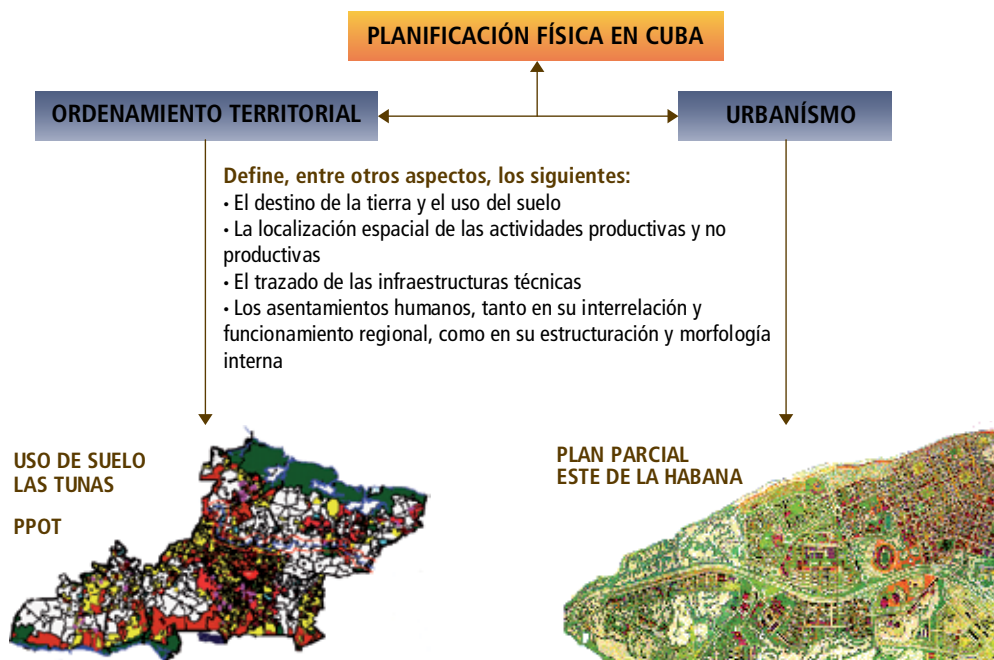 PLANIFICACIÓN FÍSICA EN CUBA
ORDENAMIENTO TERRITORIAL
URBANÍSMO
Define, entre otros aspectos, los siguientes:
• El destino de la tierra y el uso del suelo
• La localización espacial de las actividades productivas y no
productivas
• El trazado de las infraestructuras técnicas
• Los asentamientos humanos, tanto en su interrelación y
funcionamiento regional, como en su estructuración y morfología
interna
USO DE SUELO
LAS TUNAS
PPOT
PLAN PARCIAL
ESTE DE LA HABANA